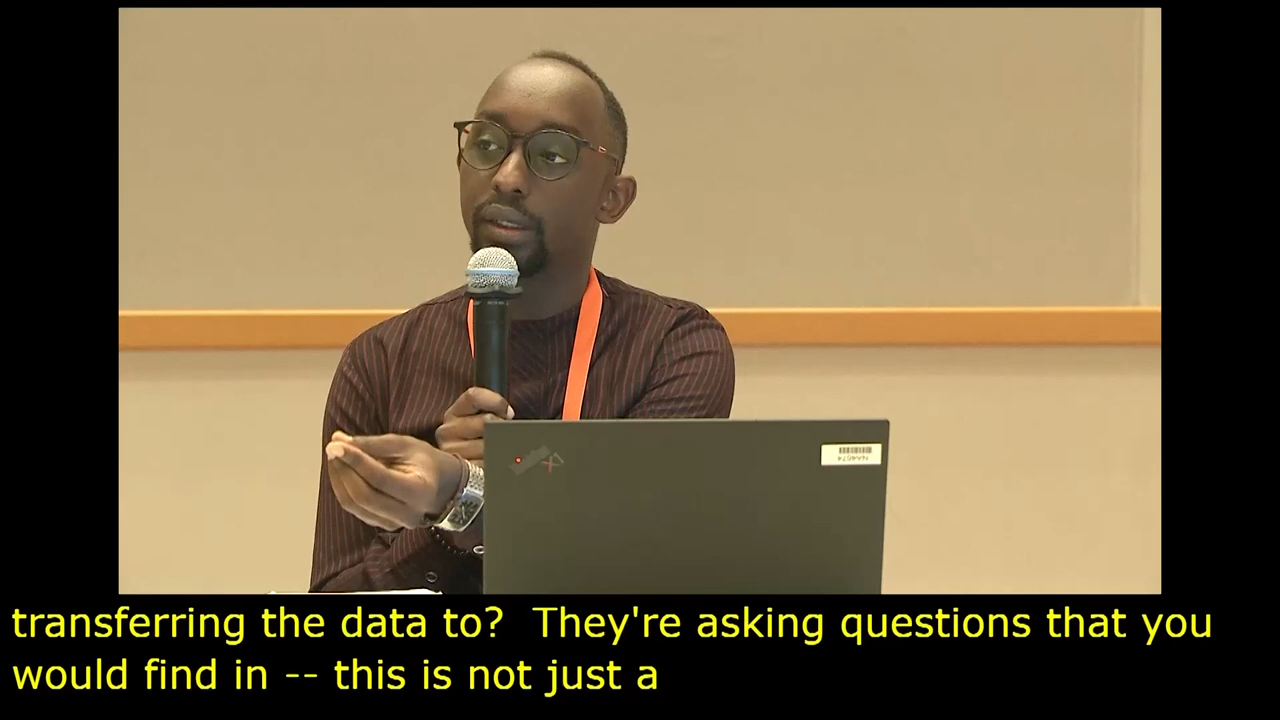 transferring the data to?  They're asking questions that you
would find in -- this is not just a